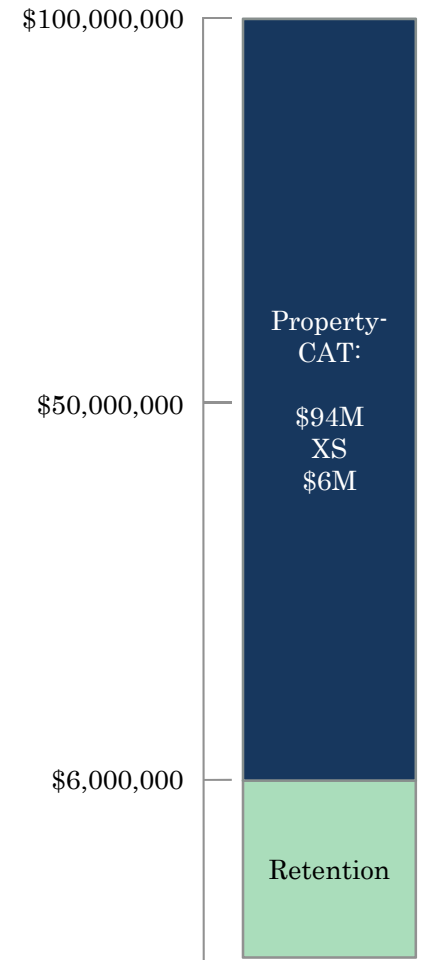 $100,000,000
Property-
CAT:
$50,000,000
$94M
XS
$6M
$6,000,000
Retention